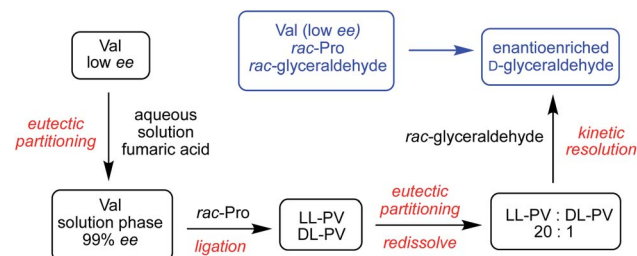 Val
low ee
eutectic
partitioning
aqueous
solution
fumaric acid
Val
solution phase
99% ee
rac-Pro
ligation
LL-PV
DL-PV
eutectic
partitioning
redissolve
LL-PV : DL-PV
20 : 1
rac-glyceraldehyde
kinetic
resolution
Val (low ee)
rac-Pro
rac-glyceraldehyde
enantioenriched
D-glyceraldehyde